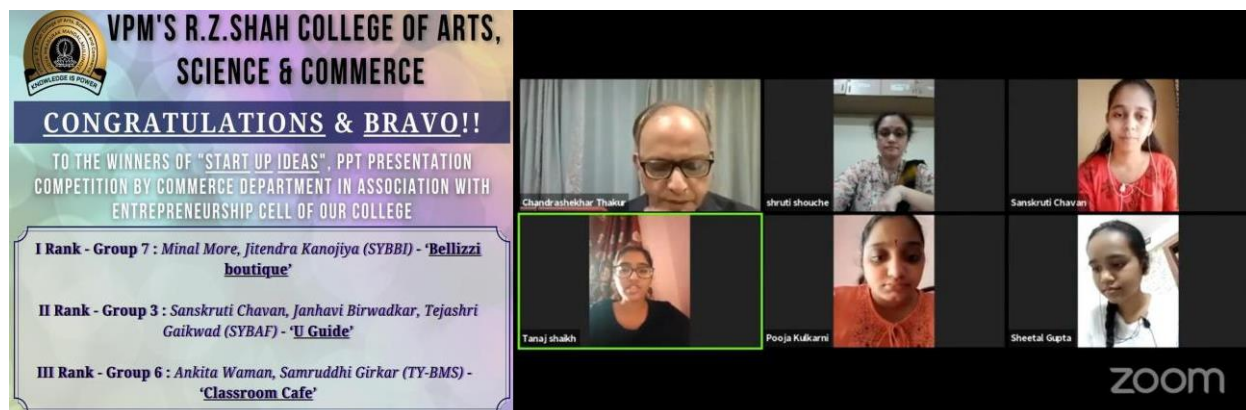 VPM'S R.Z.SHAH COLLEGE OF ARTS,
SCIENCE & COMMERCE
KNOWLEDGE IS POWER
CONGRATULATIONS & BRAVO!!
TO THE WINNERS OF "START UP IDEAS", PPT PRESENTATION
COMPETITION BY COMMERCE DEPARTMENT IN ASSOCIATION WITH
ENTREPRENEURSHIP CELL OF OUR COLLEGE
I Rank - Group 7 : Minal More, Jitendra Kanojiya (SYBBI) - ‘Bellizzi
boutique’
II Rank - Group 3 : Sanskruti Chavan, Janhavi Birwadkar, Tejashri
Gaikwad (SYBAF) - ‘U Guide’
III Rank - Group 6 : Ankita Waman, Samruddhi Girkar (TY-BMS) -
‘Classroom Cafe’
Chandrashekhar Thakur
shruti shouche
Sanskruti Chavan
Tanaj shaikh
Pooja Kulkarni
Sheetal Gupta
zoom